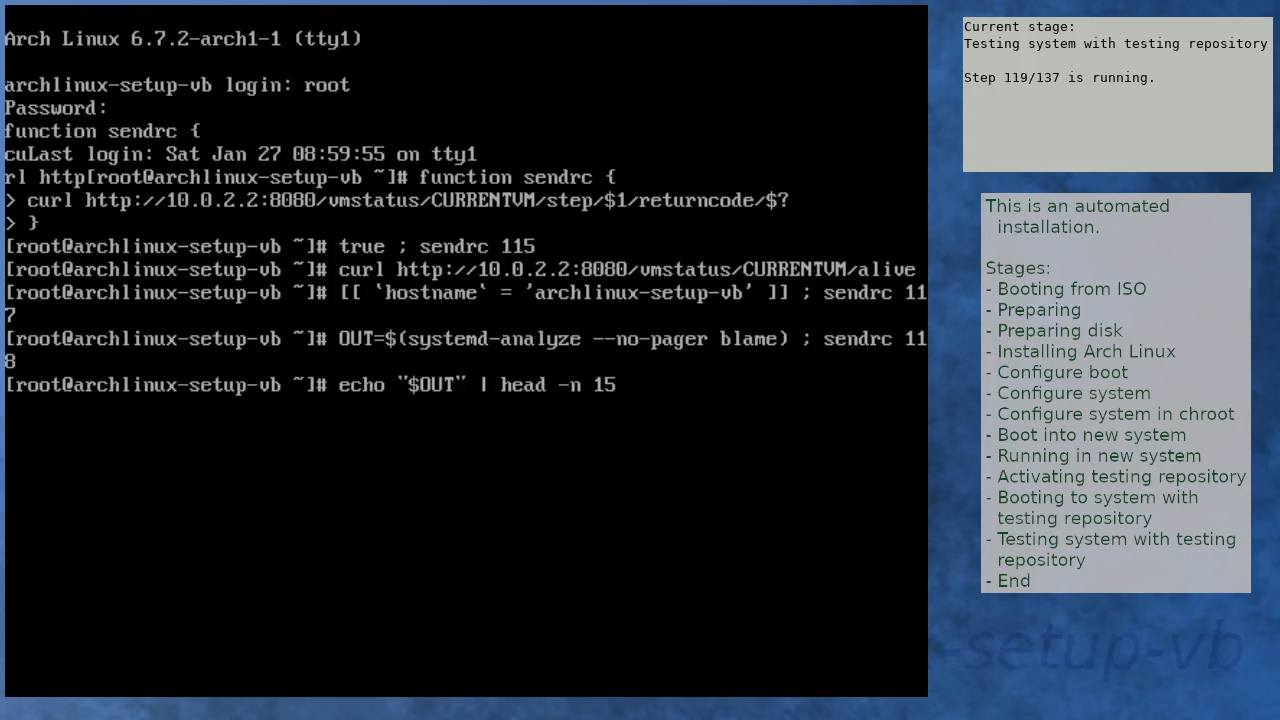 Arch Linux 6.7.2-arch1-1 (tty1)
archlinux-setup-vb login: root
Password:
function sendrc {
cuLast login: Sat Jan 27 08:59:55 on tty1
rl http[root@archlinux-setup-vb ~]# function sendrc {
> curl http://10.0.2.2:8080/vmstatus/CURRENTVM/step/$1/returncode/$?
> }
[root@archlinux-setup-vb ~]# true ; sendrc 115
[root@archlinux-setup-vb ~]# curl http://10.0.2.2:8080/vmstatus/CURRENTVM/alive
[root@archlinux-setup-vb ~]# [[ `hostname` = 'archlinux-setup-vb' ]] ; sendrc 11
7
[root@archlinux-setup-vb ~]# OUT=$(systemd-analyze --no-pager blame) ; sendrc 11
8
[root@archlinux-setup-vb ~]# echo "$OUT" | head -n 15
Current stage:
Testing system with testing repository
Step 119/137 is running.
This is an automated
installation.
Stages:
- Booting from ISO
- Preparing
- Preparing disk
- Installing Arch Linux
- Configure boot
- Configure system
- Configure system in chroot
- Boot into new system
- Running in new system
- Activating testing repository
- Booting to system with
testing repository
- Testing system with testing
repository
- End
-setup-vb